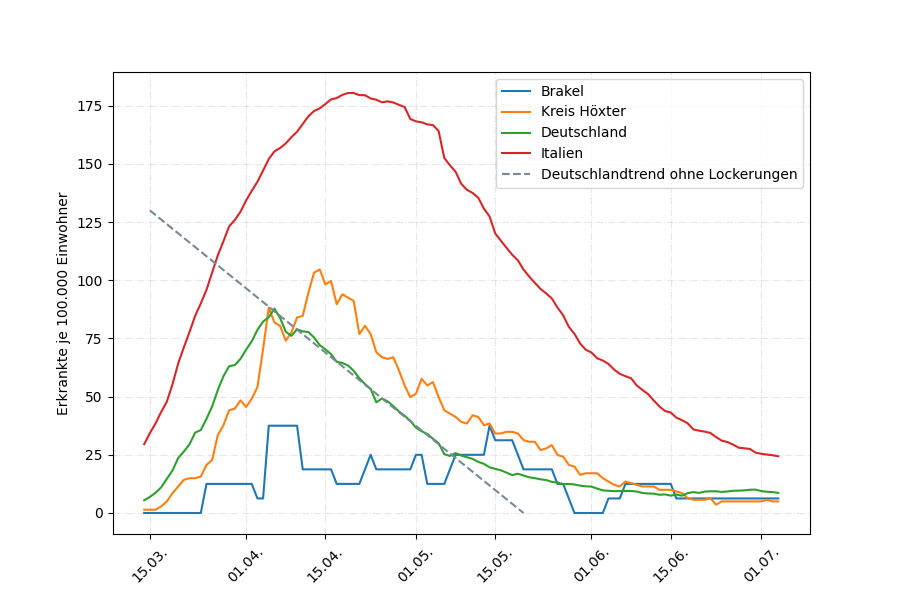 Brakel
Kreis Höxter
Deutschland
Italien
Deutschlandtrend ohne Lockerungen
Erkrankte je 100.000 Einwohner
175
150
125
100
75
50
25
0
15.03.
01.04.
15.04.
01.05.
15.05.
01.06.
15.06.
01.07.